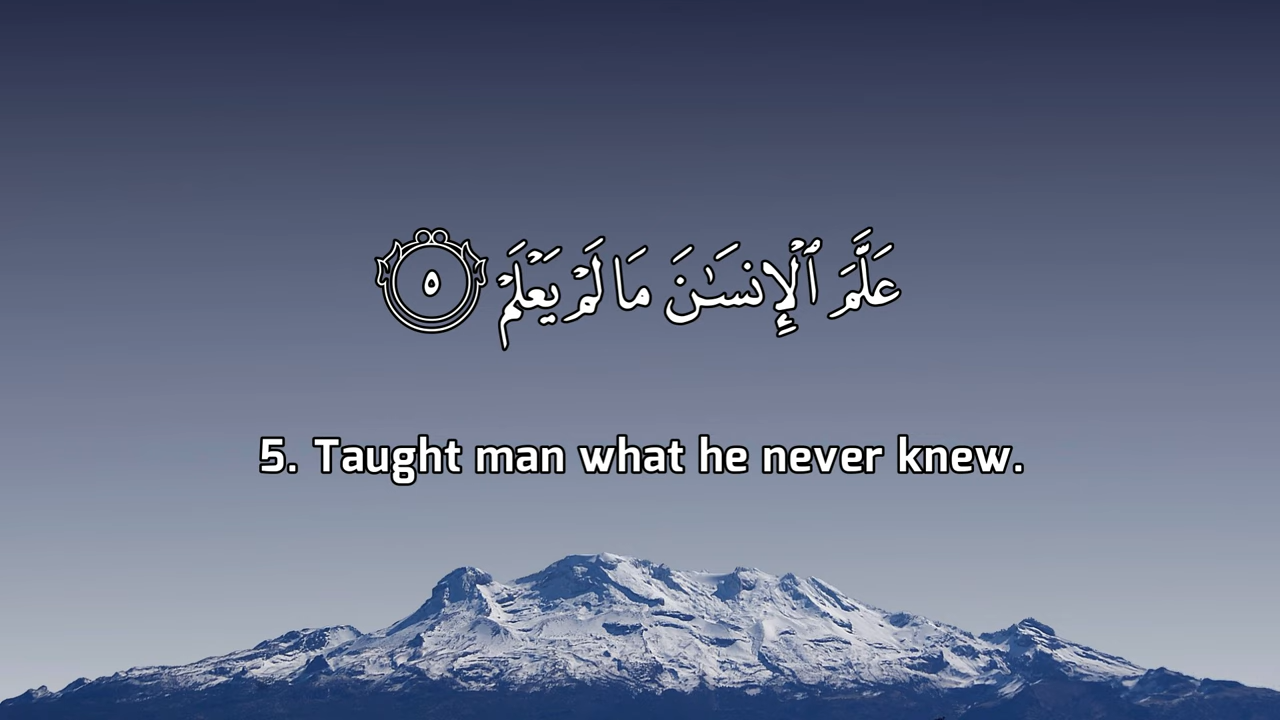 عَلَّمَ ٱلْإِنسَـٰنَ مَا لَمْ يَعْلَمْ ٥
5. Taught man what he never knew.